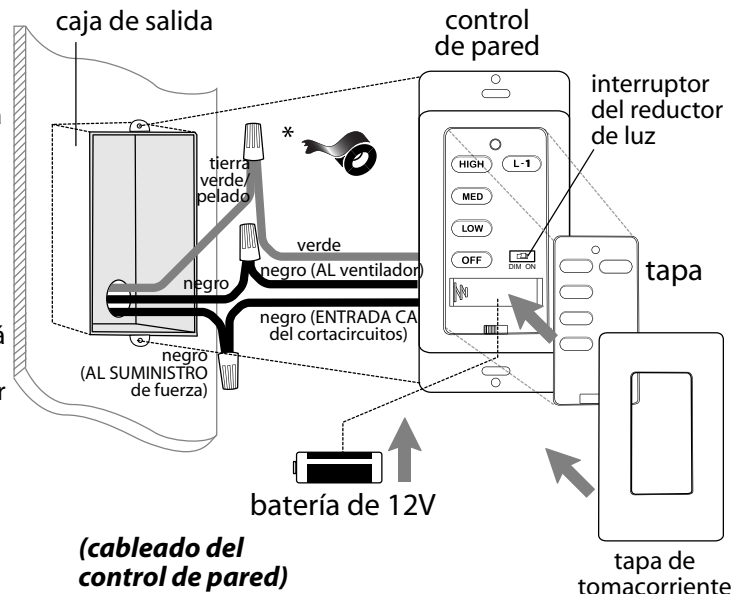 caja de salida
control
de pared
interruptor
del reductor
de luz
*
tierra
verde/
pelado
HIGH
L-1
MED
LOW
OFF
DIM ON
verde
negro
negro (AL ventilador)
negro (ENTRADA CA
del cortacircuitos)
negro
(AL SUMINISTRO
de fuerza)
tapa
batería de 12V
(cableado del
control de pared)
tapa de
tomacorriente